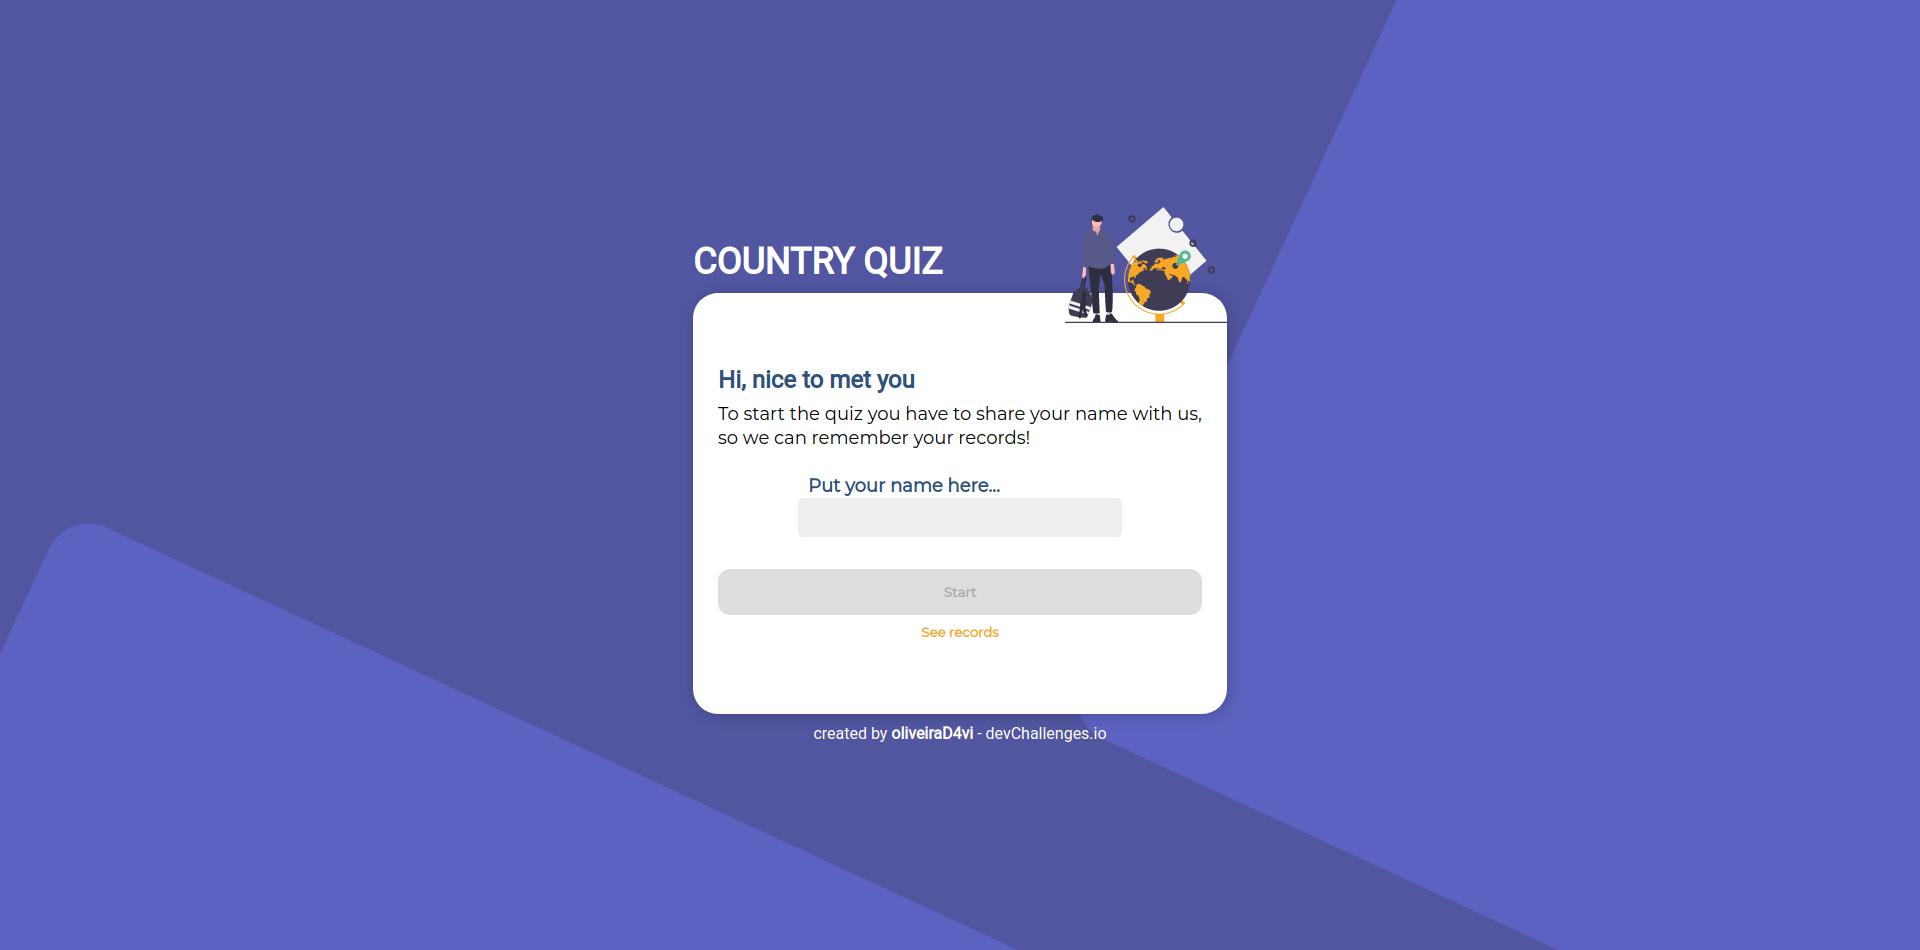 COUNTRY QUIZ
Hi, nice to met you
To start the quiz you have to share your name with us,
so we can remember your records!
Put your name here...
Start
See records
created by oliveiraD4vi - devChallenges.io